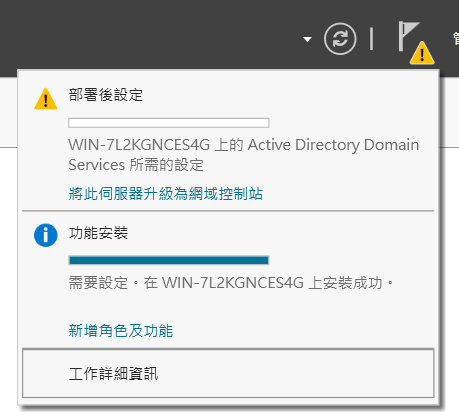 部署後設定
WIN-7L2KGNCES4G 上的 Active Directory Domain
Services 所需的設定
將此伺服器升級為網域控制站
功能安裝
需要設定。在 WIN-7L2KGNCES4G 上安裝成功。
新增角色及功能
工作詳細資訊